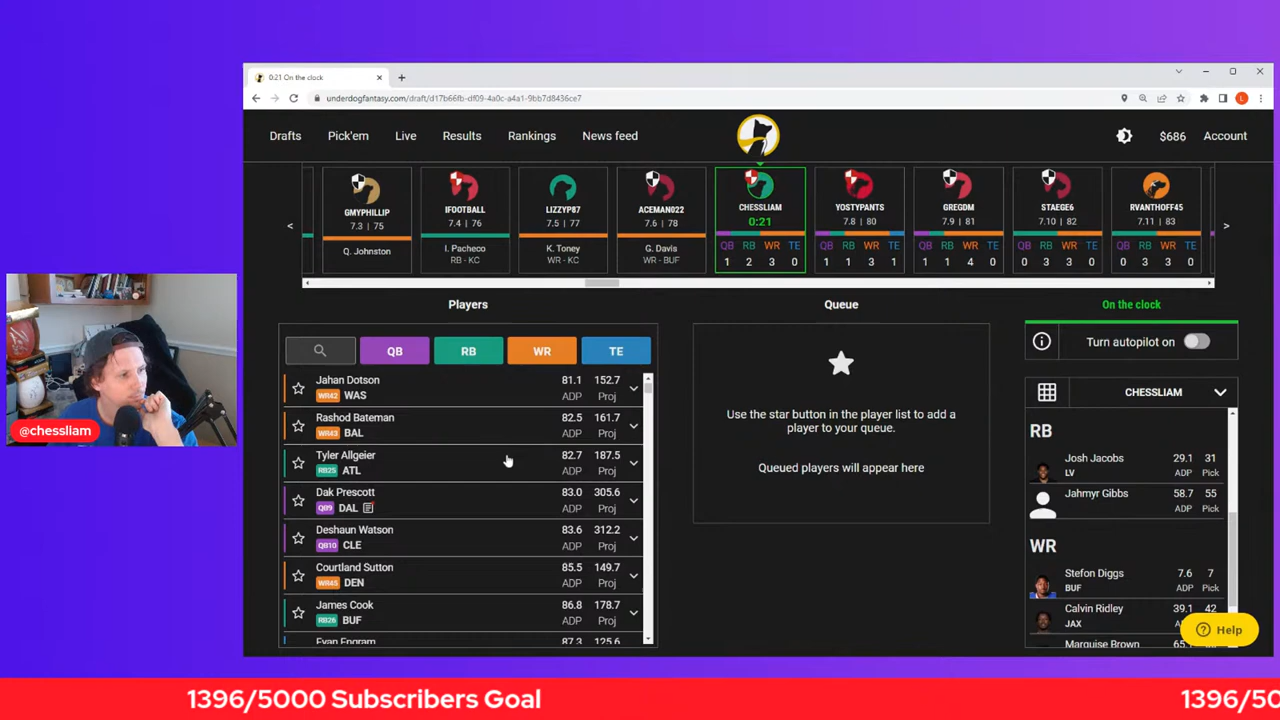 0:21 On the clock
underdogfantasy.com/draft/d17b66fb-df09-4a0c-a4a1-9bb7d8436ce7
L
Drafts Pick'em Live Results Rankings News feed $686 Account
<
GMYPHILLIP
7.3 | 75
Q. Johnston
IFOOTBALL
7.4 | 76
I. Pacheco
RB - KC
LIZZYP87
7.5 | 77
K. Toney
WR - KC
ACEMAN022
7.6 | 78
G. Davis
WR - BUF
CHESSLIAM
0:21
QB RB WR TE
1 2 3 0
YOSTYPANTS
7.8 | 80
QB RB WR TE
1 1 3 1
GREGDM
7.9 | 81
QB RB WR TE
1 1 4 0
STAEGE6
7.10 | 82
QB RB WR TE
0 3 3 0
RVANTHOFF45
7.11 | 83
QB RB WR TE
0 3 3 0
>
Players
QB RB WR TE
Jahan Dotson 81.1 152.7
WR42 WAS ADP Proj
Rashod Bateman 82.5 161.7
WR43 BAL ADP Proj
Tyler Allgeier 82.7 187.5
RB25 ATL ADP Proj
Dak Prescott 83.0 305.6
QB9 DAL ADP Proj
Deshaun Watson 83.6 312.2
QB10 CLE ADP Proj
Courtland Sutton 85.5 149.7
WR45 DEN ADP Proj
James Cook 86.8 178.7
RB26 BUF ADP Proj
Evan Engram 87.3 125.6
Queue
Use the star button in the player list to add a
player to your queue.
Queued players will appear here
On the clock
Turn autopilot on
CHESSLIAM
RB
Josh Jacobs 29.1 31
LV ADP Pick
Jahmyr Gibbs 58.7 55
ADP Pick
WR
Stefon Diggs 7.6 7
BUF ADP Pick
Calvin Ridley 39.1 42
JAX ADP
Marquise Brown
Help
@chessliam
1396/5000 Subscribers Goal
1396/50